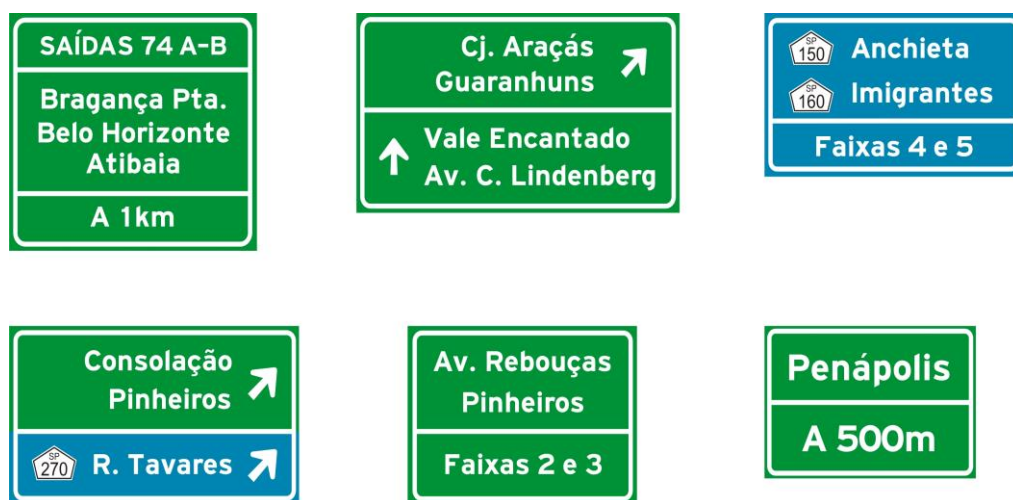 SAÍDAS 74 A-B
Bragança Pta.
Belo Horizonte
Atibaia
A 1km
Cj. Araçás
Guaranhuns
Vale Encantado
Av. C. Lindenberg
SP
150
Anchieta
SP
160
Imigrantes
Faixas 4 e 5
Consolação
Pinheiros
SP
270
R. Tavares
Av. Rebouças
Pinheiros
Faixas 2 e 3
Penápolis
A 500m